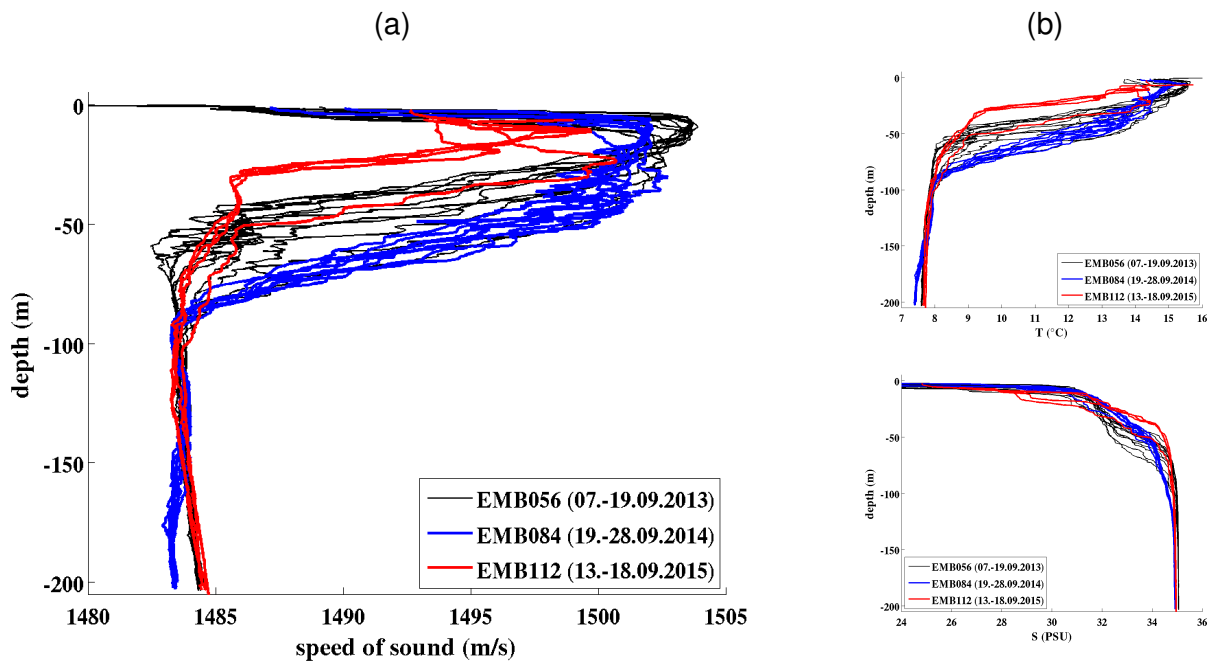 (a)
0
-50
-100
-150
-200
depth (m)
EMB056 (07.-19.09.2013)
EMB084 (19.-28.09.2014)
EMB112 (13.-18.09.2015)
1480 1485 1490 1495 1500 1505
speed of sound (m/s)
(b)
0
-50
-100
-150
-200
depth (m)
EMB056 (07.-19.09.2013)
EMB084 (19.-28.09.2014)
EMB112 (13.-18.09.2015)
7 8 9 10 11 12 13 14 15 16
T (°C)
0
-50
-100
-150
-200
depth (m)
EMB056 (07.-19.09.2013)
EMB084 (19.-28.09.2014)
EMB112 (13.-18.09.2015)
24 26 28 30 32 34 36
S (PSU)